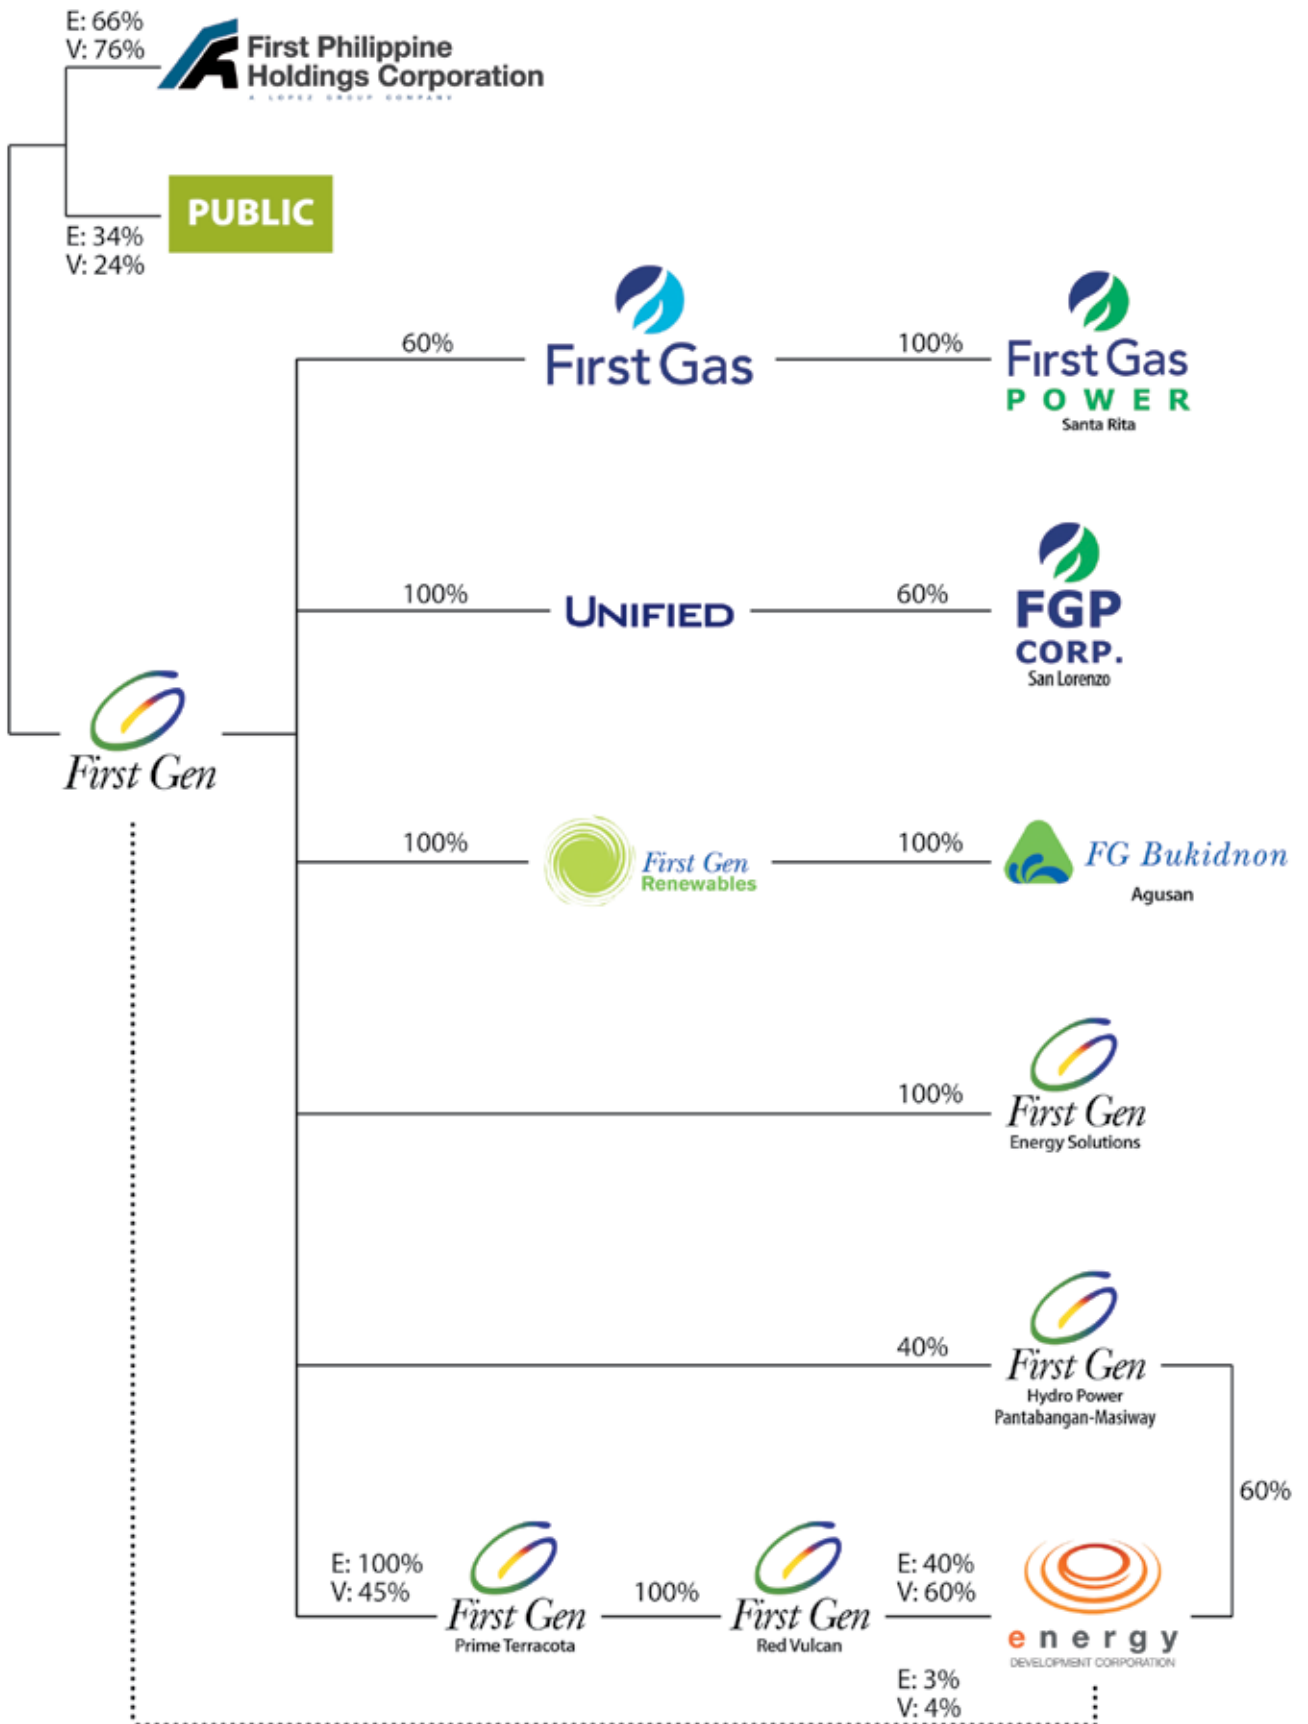 E: 66%
V: 76%
First Philippine
Holdings Corporation
A LOPEZ GROUP COMPANY
PUBLIC
E: 34%
V: 24%
60%
First Gas
100%
First Gas
POWER
Santa Rita
100%
UNIFIED
60%
FGP
CORP.
San Lorenzo
First Gen
100%
First Gen
Renewables
100%
FG Bukidnon
Agusan
100%
First Gen
Energy Solutions
40%
First Gen
Hydro Power
Pantabangan-Masiway
60%
E: 100%
V: 45%
First Gen
Prime Terracota
100%
First Gen
Red Vulcan
E: 40%
V: 60%
energy
DEVELOPMENT CORPORATION
E: 3%
V: 4%